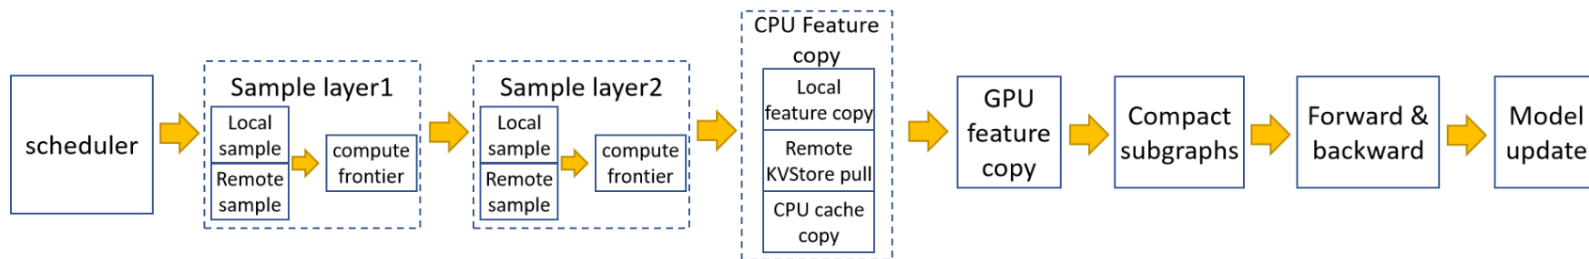 scheduler
Sample layer1
Local
sample
Remote
sample
compute
frontier
Sample layer2
Local
sample
Remote
sample
compute
frontier
CPU Feature
copy
Local
feature copy
Remote
KVStore pull
CPU cache
copy
GPU
feature
copy
Compact
subgraphs
Forward &
backward
Model
update